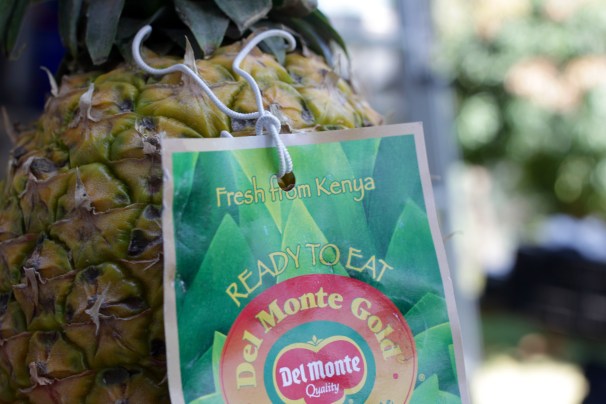 Fresh from Kenya
READY TO EAT
Del Monte Gold®
Del Monte
Quality